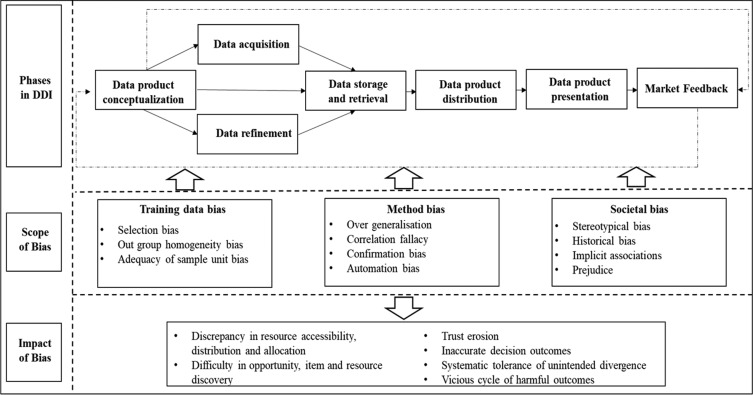 Phases
in DDI
Data product
conceptualization
Data acquisition
Data refinement
Data storage
and retrieval
Data product
distribution
Data product
presentation
Market Feedback
Scope
of Bias
Training data bias
• Selection bias
• Out group homogeneity bias
• Adequacy of sample unit bias
Method bias
• Over generalisation
• Correlation fallacy
• Confirmation bias
• Automation bias
Societal bias
• Stereotypical bias
• Historical bias
• Implicit associations
• Prejudice
Impact
of Bias
• Discrepancy in resource accessibility,
distribution and allocation
• Difficulty in opportunity, item and resource
discovery
• Trust erosion
• Inaccurate decision outcomes
• Systematic tolerance of unintended divergence
• Vicious cycle of harmful outcomes